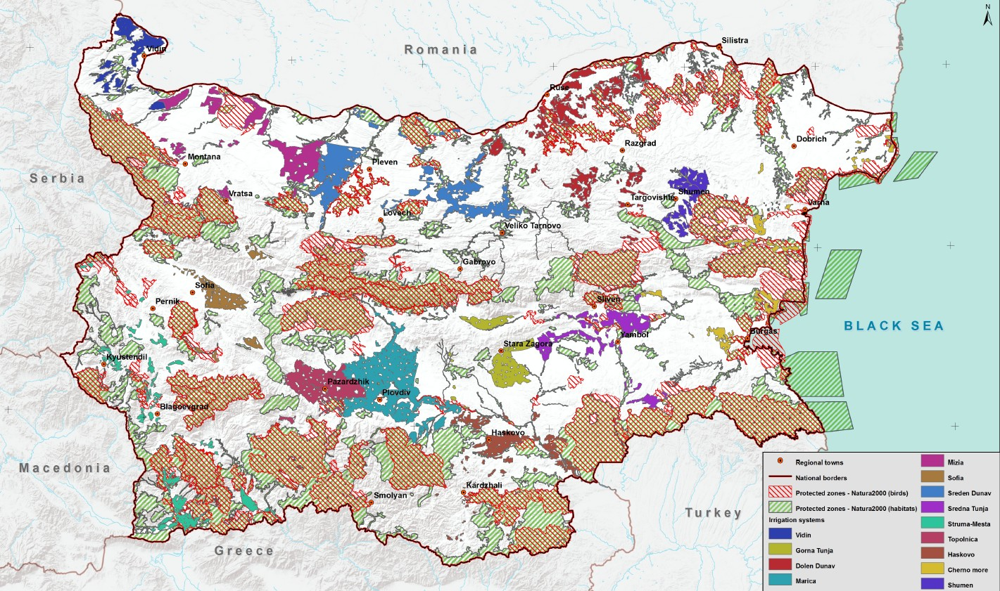 N
Silistra
Romania
Vidin
Ruse
Razgrad
Dobrich
Montana
Pleven
Serbia
Vratsa
Targovishte
Shumen
Varna
Lovech
Veliko Tarnovo
Gabrovo
Sofia
Pernik
Sliven
BLACK SEA
Burgas
Yambol
Stara Zagora
Kyustendil
Pazardzhik
Plovdiv
Blagoevgrad
Haskovo
Macedonia
Kardzhali
Smolyan
Turkey
Greece
Regional towns
National borders
Protected zones - Natura2000 (birds)
Protected zones - Natura2000 (habitats)
Irrigation systems
Vidin
Gorna Tunja
Dolen Dunav
Marica
Mizia
Sofia
Sreden Dunav
Sredna Tunja
Struma-Mesta
Topolnica
Haskovo
Cherno more
Shumen